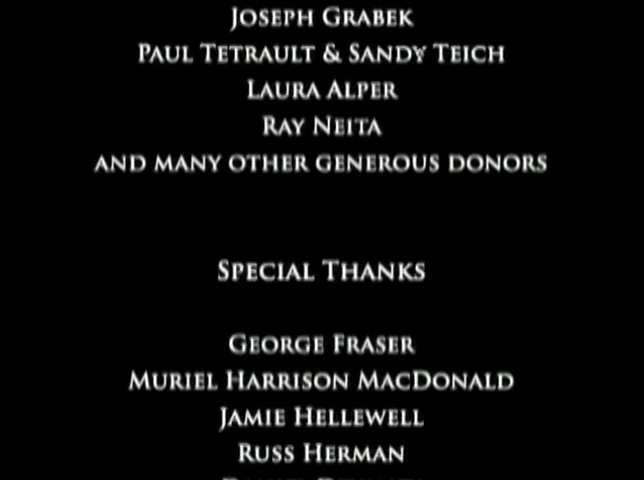 Joseph Grabek
Paul Tetrault & Sandy Teich
Laura Alper
Ray Neita
and many other generous donors
Special Thanks
George Fraser
Muriel Harrison MacDonald
Jamie Hellewell
Russ Herman